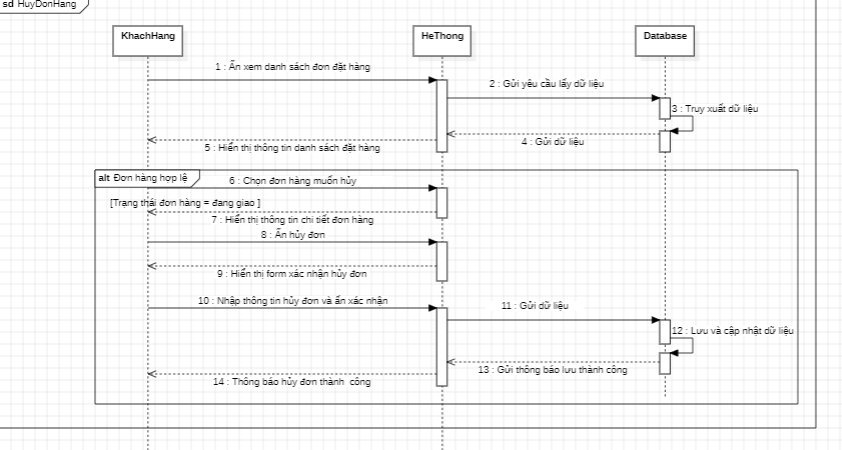 sd HuyDonHang
KhachHang
HeThong
Database
1 : Ấn xem danh sách đơn đặt hàng
2 : Gửi yêu cầu lấy dữ liệu
3 : Truy xuất dữ liệu
4 : Gửi dữ liệu
5 : Hiển thị thông tin danh sách đặt hàng
alt Đơn hàng hợp lệ
6 : Chọn đơn hàng muốn hủy
[Trạng thái đơn hàng = đang giao ]
7 : Hiển thị thông tin chi tiết đơn hàng
8 : Ấn hủy đơn
9 : Hiển thị form xác nhận hủy đơn
10 : Nhập thông tin hủy đơn và ấn xác nhận
11 : Gửi dữ liệu
12 : Lưu và cập nhật dữ liệu
13 : Gửi thông báo lưu thành công
14 : Thông báo hủy đơn thành công